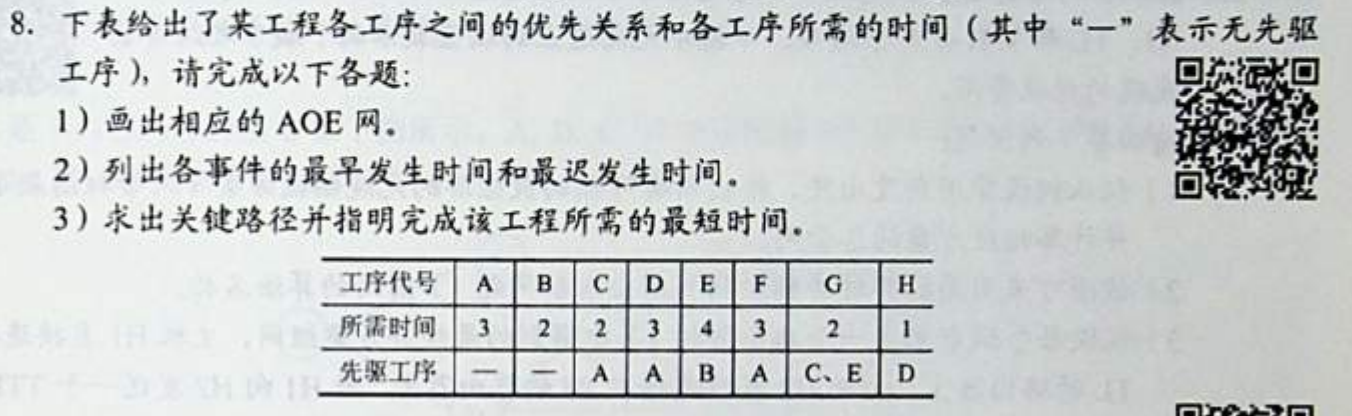 8. 下表给出了某工程各工序之间的优先关系和各工序所需的时间(其中“—”表示无先驱
工序),请完成以下各题:
1)画出相应的 AOE 网。
2)列出各事件的最早发生时间和最迟发生时间。
3)求出关键路径并指明完成该工程所需的最短时间。
工序代号 A B C D E F G H
所需时间 3 2 2 3 4 3 2 1
先驱工序 — — A A B A C、E D